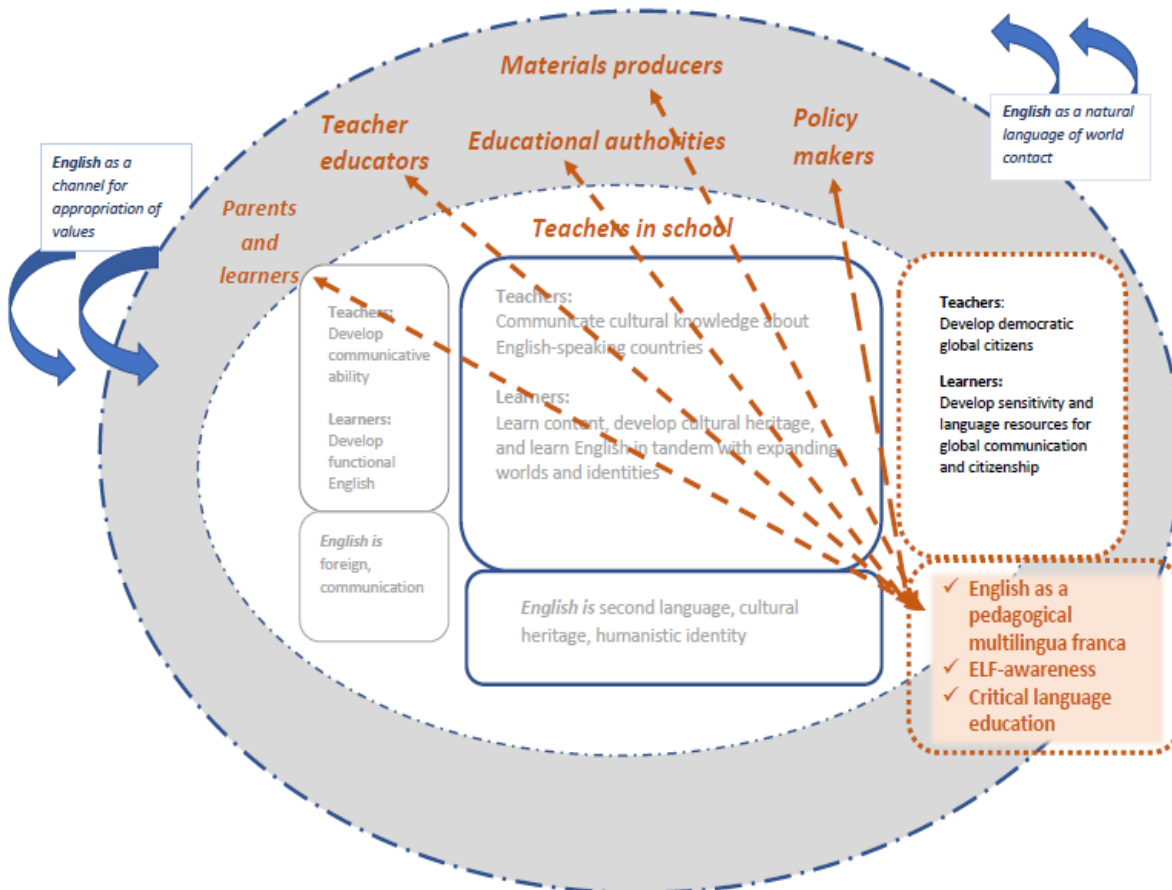 Materials producers
Teacher
educators
Educational authorities
Policy
makers
English as a natural
language of world
contact
English as a
channel for
appropriation of
values
Parents
and
learners
Teachers in school
Teachers:
Develop
communicative
ability
Learners:
Develop
functional
English
English is
foreign,
communication
Teachers:
Communicate cultural knowledge about
English-speaking countries
Learners:
Learn content, develop cultural heritage,
and learn English in tandem with expanding
worlds and identities
English is second language, cultural
heritage, humanistic identity
Teachers:
Develop democratic
global citizens
Learners:
Develop sensitivity and
language resources for
global communication
and citizenship
✓ English as a
pedagogical
multilingua franca
✓ ELF-awareness
✓ Critical language
education